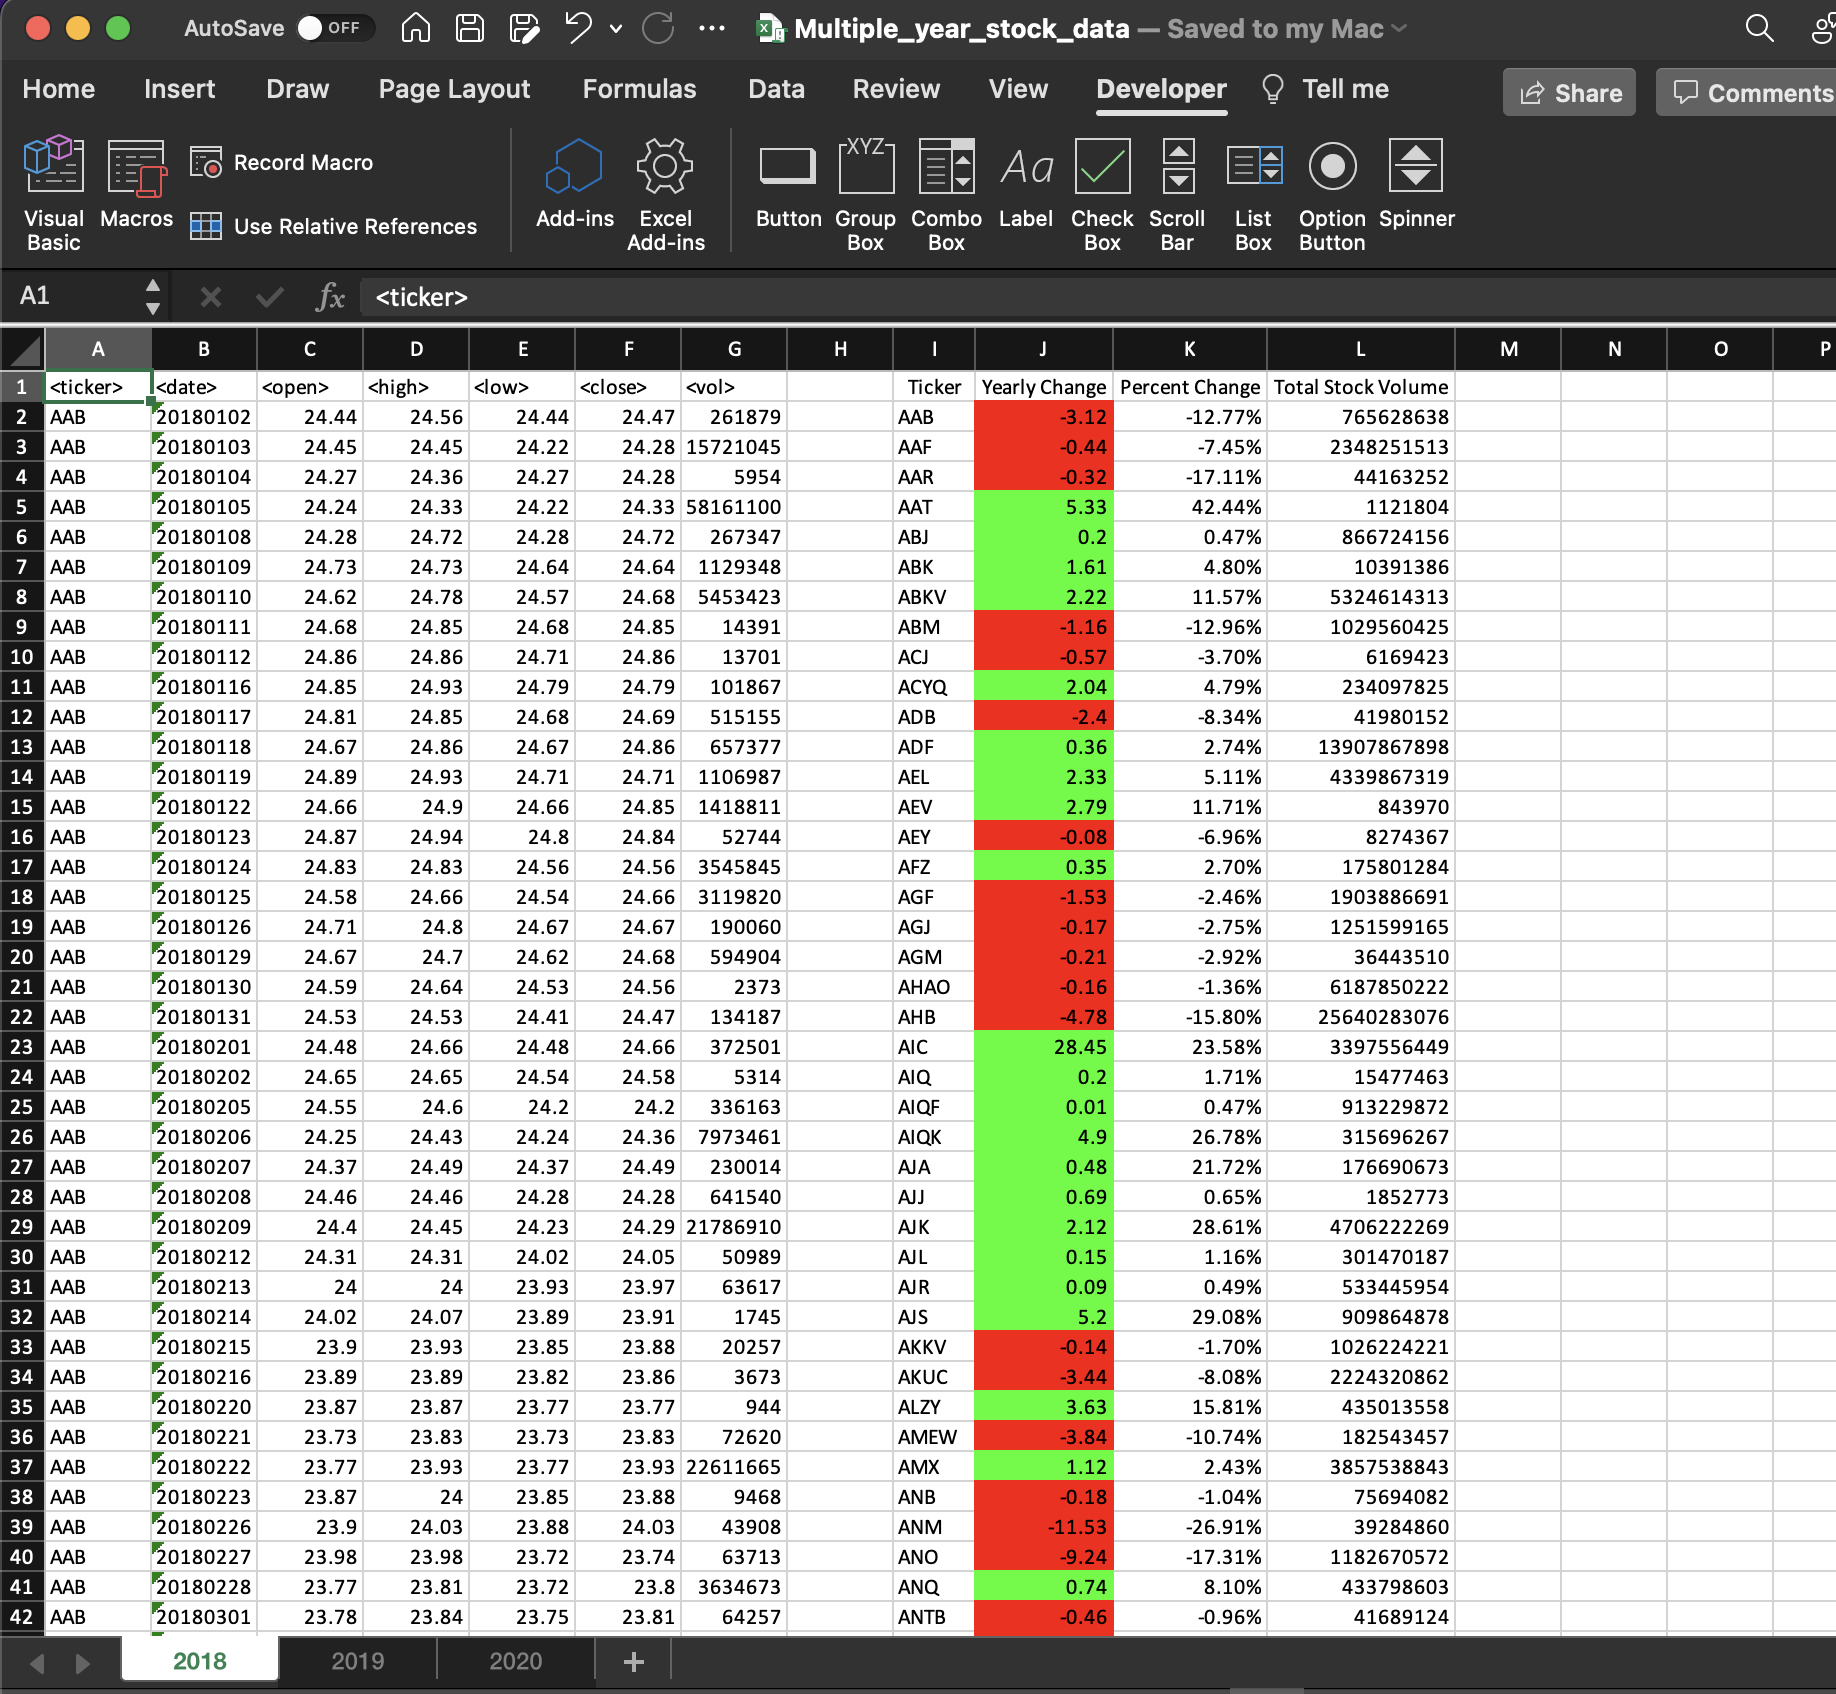 AutoSave OFF Multiple_year_stock_data — Saved to my Mac
Home Insert Draw Page Layout Formulas Data Review View Developer Tell me Share Comments
Visual Basic Macros Record Macro Use Relative References Add-ins Excel Add-ins Button XYZ Group Box Combo Box Aa Label Check Box Scroll Bar List Box Option Button Spinner
A1 fx <ticker>
A B C D E F G H I J K L M N O P
1 <ticker> <date> <open> <high> <low> <close> <vol> Ticker Yearly Change Percent Change Total Stock Volume
2 AAB 20180102 24.44 24.56 24.44 24.47 261879 AAB -3.12 -12.77% 765628638
3 AAB 20180103 24.45 24.45 24.22 24.28 15721045 AAF -0.44 -7.45% 2348251513
4 AAB 20180104 24.27 24.36 24.27 24.28 5954 AAR -0.32 -17.11% 44163252
5 AAB 20180105 24.24 24.33 24.22 24.33 58161100 AAT 5.33 42.44% 1121804
6 AAB 20180108 24.28 24.72 24.28 24.72 267347 ABJ 0.2 0.47% 866724156
7 AAB 20180109 24.73 24.73 24.64 24.64 1129348 ABK 1.61 4.80% 10391386
8 AAB 20180110 24.62 24.78 24.57 24.68 5453423 ABKV 2.22 11.57% 5324614313
9 AAB 20180111 24.68 24.85 24.68 24.85 14391 ABM -1.16 -12.96% 1029560425
10 AAB 20180112 24.86 24.86 24.71 24.86 13701 ACJ -0.57 -3.70% 6169423
11 AAB 20180116 24.85 24.93 24.79 24.79 101867 ACYQ 2.04 4.79% 234097825
12 AAB 20180117 24.81 24.85 24.68 24.69 515155 ADB -2.4 -8.34% 41980152
13 AAB 20180118 24.67 24.86 24.67 24.86 657377 ADF 0.36 2.74% 13907867898
14 AAB 20180119 24.89 24.93 24.71 24.71 1106987 AEL 2.33 5.11% 4339867319
15 AAB 20180122 24.66 24.9 24.66 24.85 1418811 AEV 2.79 11.71% 843970
16 AAB 20180123 24.87 24.94 24.8 24.84 52744 AEY -0.08 -6.96% 8274367
17 AAB 20180124 24.83 24.83 24.56 24.56 3545845 AFZ 0.35 2.70% 175801284
18 AAB 20180125 24.58 24.66 24.54 24.66 3119820 AGF -1.53 -2.46% 1903886691
19 AAB 20180126 24.71 24.8 24.67 24.67 190060 AGJ -0.17 -2.75% 1251599165
20 AAB 20180129 24.67 24.7 24.62 24.68 594904 AGM -0.21 -2.92% 36443510
21 AAB 20180130 24.59 24.64 24.53 24.56 2373 AHAO -0.16 -1.36% 6187850222
22 AAB 20180131 24.53 24.53 24.41 24.47 134187 AHB -4.78 -15.80% 25640283076
23 AAB 20180201 24.48 24.66 24.48 24.66 372501 AIC 28.45 23.58% 3397556449
24 AAB 20180202 24.65 24.65 24.54 24.58 5314 AIQ 0.2 1.71% 15477463
25 AAB 20180205 24.55 24.6 24.2 24.2 336163 AIQF 0.01 0.47% 913229872
26 AAB 20180206 24.25 24.43 24.24 24.36 7973461 AIQK 4.9 26.78% 315696267
27 AAB 20180207 24.37 24.49 24.37 24.49 230014 AJA 0.48 21.72% 176690673
28 AAB 20180208 24.46 24.46 24.28 24.28 641540 AJJ 0.69 0.65% 1852773
29 AAB 20180209 24.4 24.45 24.23 24.29 21786910 AJK 2.12 28.61% 4706222269
30 AAB 20180212 24.31 24.31 24.02 24.05 50989 AJL 0.15 1.16% 301470187
31 AAB 20180213 24 24 23.93 23.97 63617 AJR 0.09 0.49% 533445954
32 AAB 20180214 24.02 24.07 23.89 23.91 1745 AJS 5.2 29.08% 909864878
33 AAB 20180215 23.9 23.93 23.85 23.88 20257 AKKV -0.14 -1.70% 1026224221
34 AAB 20180216 23.89 23.89 23.82 23.86 3673 AKUC -3.44 -8.08% 2224320862
35 AAB 20180220 23.87 23.87 23.77 23.77 944 ALZY 3.63 15.81% 435013558
36 AAB 20180221 23.73 23.83 23.73 23.83 72620 AMEW -3.84 -10.74% 182543457
37 AAB 20180222 23.77 23.93 23.77 23.93 22611665 AMX 1.12 2.43% 3857538843
38 AAB 20180223 23.87 24 23.85 23.88 9468 ANB -0.18 -1.04% 75694082
39 AAB 20180226 23.9 24.03 23.88 24.03 43908 ANM -11.53 -26.91% 39284860
40 AAB 20180227 23.98 23.98 23.72 23.74 63713 ANO -9.24 -17.31% 1182670572
41 AAB 20180228 23.77 23.81 23.72 23.8 3634673 ANQ 0.74 8.10% 433798603
42 AAB 20180301 23.78 23.84 23.75 23.81 64257 ANTB -0.46 -0.96% 41689124
2018 2019 2020 +